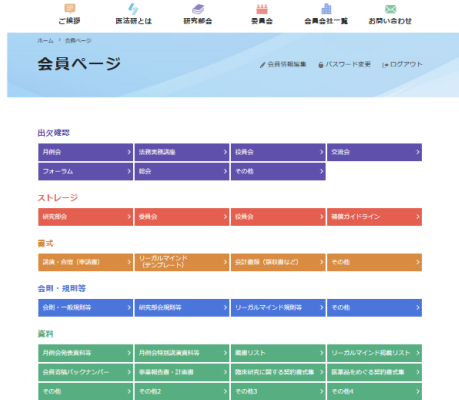 ご挨拶 医法研とは 研究部会 委員会 会員会社一覧 お問い合わせ
ホーム 会員ページ
会員ページ
会員情報編集 パスワード変更 ログアウト
出欠確認
月例会 法務実務講座 役員会 交流会
フォーラム 総会 その他
ストレージ
研究部会 委員会 役員会 補償ガイドライン
書式
講演・会場（申請書） リーガルマインド
（テンプレート） 会計書類（領収書など） その他
会則・規則等
会則・一般規則等 研究部会規則等 リーガルマインド規則等 その他
資料
月例会発表資料等 月例会特別講演資料等 蔵書リスト リーガルマインド掲載リスト
会員名簿バックナンバー 事業報告書・計画書 臨床研究に関する契約書式集 医薬品をめぐる契約書式集
その他 その他2 その他3 その他4